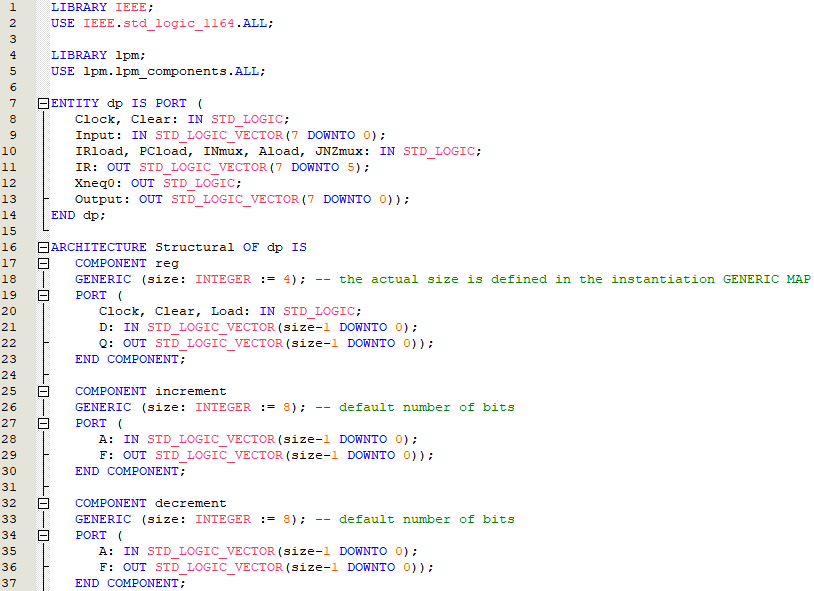 1 LIBRARY IEEE;
2 USE IEEE.std_logic_1164.ALL;
3
4 LIBRARY lpm;
5 USE lpm.lpm_components.ALL;
6
7 ENTITY dp IS PORT (
8 Clock, Clear: IN STD_LOGIC;
9 Input: IN STD_LOGIC_VECTOR(7 DOWNTO 0);
10 IRload, PCload, INmux, Aload, JNZmux: IN STD_LOGIC;
11 IR: OUT STD_LOGIC_VECTOR(7 DOWNTO 5);
12 Xneq0: OUT STD_LOGIC;
13 Output: OUT STD_LOGIC_VECTOR(7 DOWNTO 0));
14 END dp;
15
16 ARCHITECTURE Structural OF dp IS
17 COMPONENT reg
18 GENERIC (size: INTEGER := 4); -- the actual size is defined in the instantiation GENERIC MAP
19 PORT (
20 Clock, Clear, Load: IN STD_LOGIC;
21 D: IN STD_LOGIC_VECTOR(size-1 DOWNTO 0);
22 Q: OUT STD_LOGIC_VECTOR(size-1 DOWNTO 0));
23 END COMPONENT;
24
25 COMPONENT increment
26 GENERIC (size: INTEGER := 8); -- default number of bits
27 PORT (
28 A: IN STD_LOGIC_VECTOR(size-1 DOWNTO 0);
29 F: OUT STD_LOGIC_VECTOR(size-1 DOWNTO 0));
30 END COMPONENT;
31
32 COMPONENT decrement
33 GENERIC (size: INTEGER := 8); -- default number of bits
34 PORT (
35 A: IN STD_LOGIC_VECTOR(size-1 DOWNTO 0);
36 F: OUT STD_LOGIC_VECTOR(size-1 DOWNTO 0));
37 END COMPONENT;